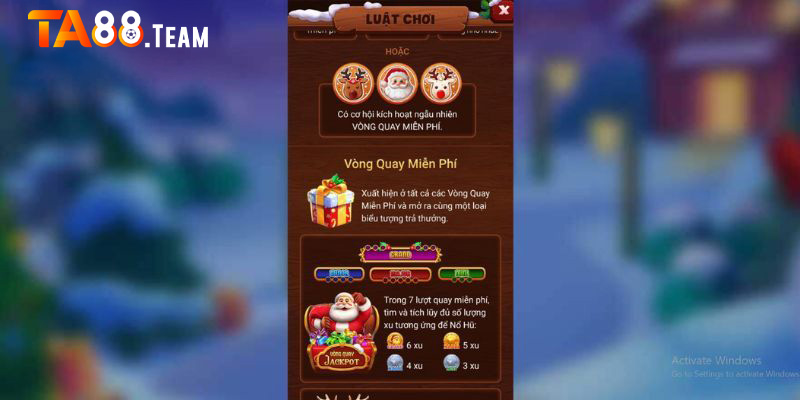 TA88.TEAM
LUẬT CHƠI
HOẶC
Có cơ hội kích hoạt ngẫu nhiên
VÒNG QUAY MIỄN PHÍ.
Vòng Quay Miễn Phí
Xuất hiện ở tất cả các Vòng Quay
Miễn Phí và mở ra cùng một loại
biểu tượng trả thưởng.
GRAND
MAJOR
Trong 7 lượt quay miễn phí,
tìm và tích lũy đủ số lượng
xu tương ứng để Nổ Hũ:
6 xu
5 xu
4 xu
3 xu
VÒNG QUAY
JACKPOT
Activate Windows
Go to Settings to activate Windows